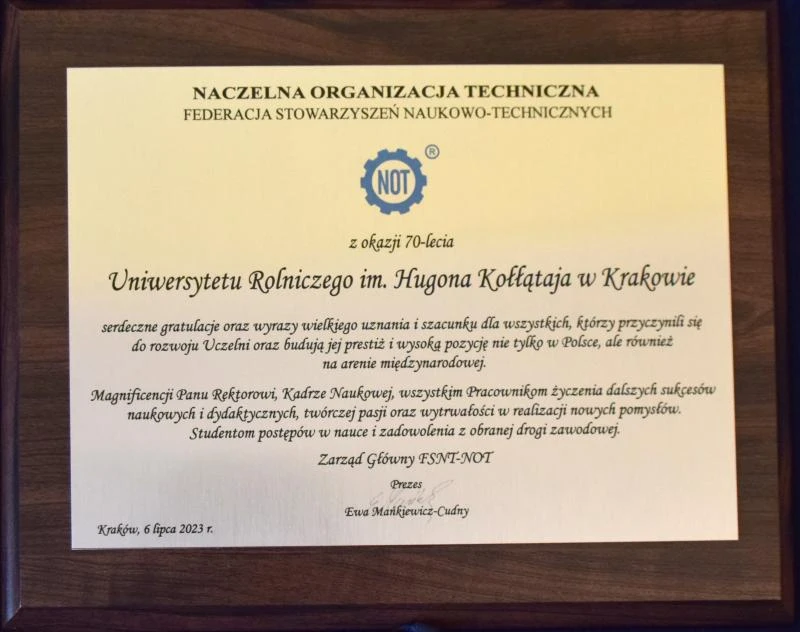 NACZELNA ORGANIZACJA TECHNICZNA
FEDERACJA STOWARZYSZEŃ NAUKOWO-TECHNICZNYCH
NOT ®
z okazji 70-lecia
Uniwersytetu Rolniczego im. Hugona Kołłątaja w Krakowie
serdeczne gratulacje oraz wyrazy wielkiego uznania i szacunku dla wszystkich, którzy przyczynili się
do rozwoju Uczelni oraz budują jej prestiż i wysoką pozycję nie tylko w Polsce, ale również
na arenie międzynarodowej.
Magnificencji Panu Rektorowi, Kadrze Naukowej, wszystkim Pracownikom życzenia dalszych sukcesów
naukowych i dydaktycznych, twórczej pasji oraz wytrwałości w realizacji nowych pomysłów.
Studentom postępów w nauce i zadowolenia z obranej drogi zawodowej.
Zarząd Główny FSNT-NOT
Prezes
Ewa Mańkiewicz-Cudny
Kraków, 6 lipca 2023 r.